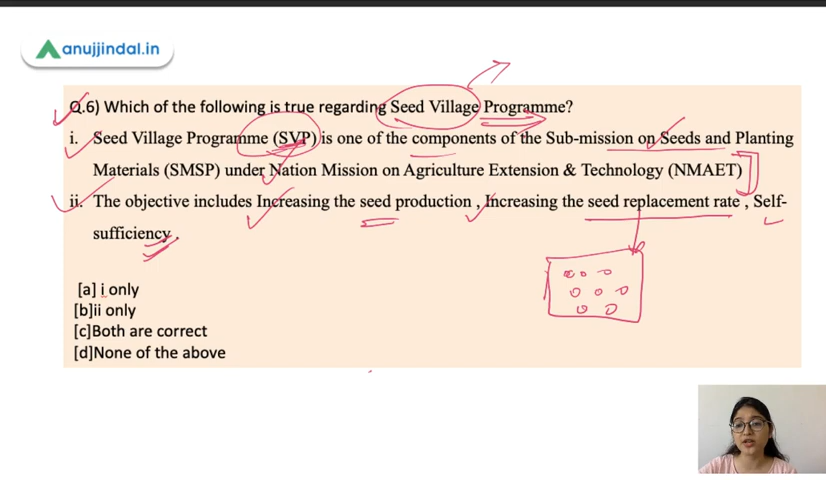 anujjindal.in
Q.6) Which of the following is true regarding Seed Village Programme?
i. Seed Village Programme (SVP) is one of the components of the Sub-mission on Seeds and Planting
Materials (SMSP) under Nation Mission on Agriculture Extension & Technology (NMAET)
ii. The objective includes Increasing the seed production , Increasing the seed replacement rate , Self-
sufficiency .
[a] i only
[b]ii only
[c]Both are correct
[d]None of the above